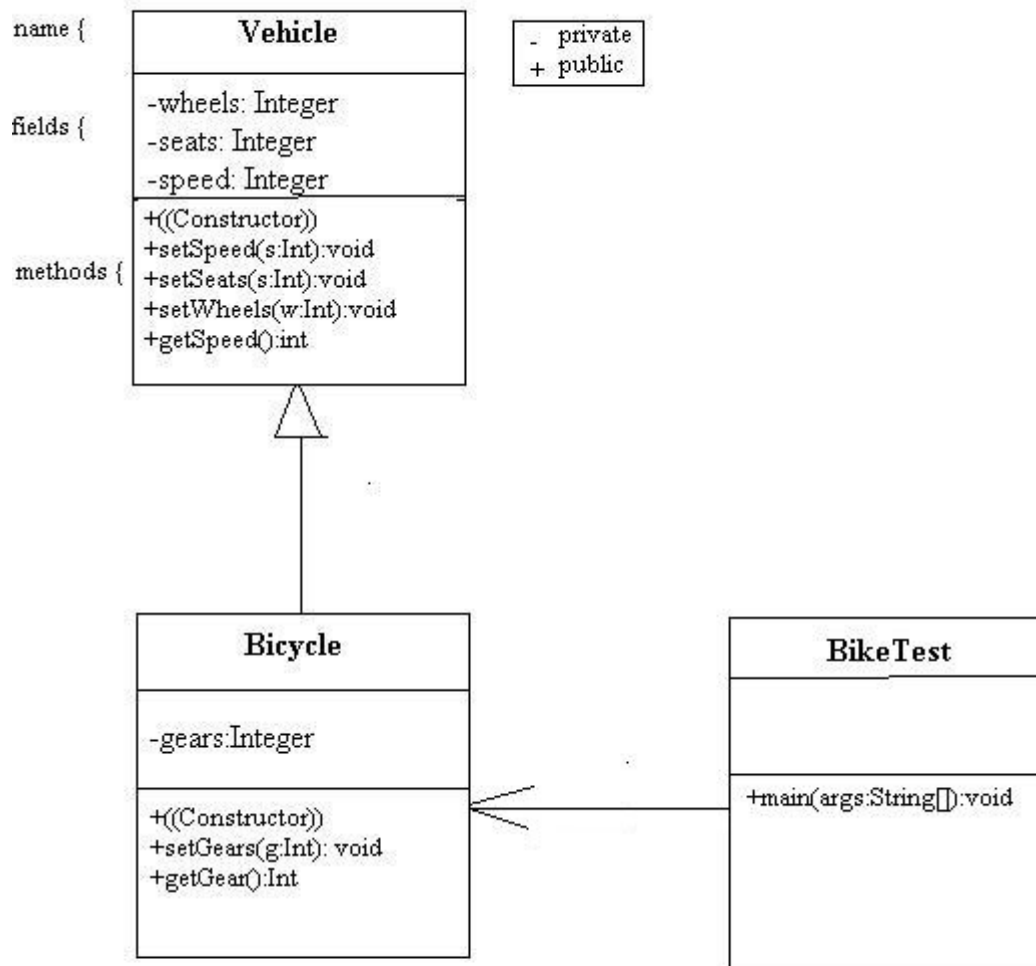 name {
Vehicle
- private
+ public
fields {
-wheels: Integer
-seats: Integer
-speed: Integer
methods {
+((Constructor))
+setSpeed(s:Int):void
+setSeats(s:Int):void
+setWheels(w:Int):void
+getSpeed():int
Bicycle
-gears:Integer
+((Constructor))
+setGears(g:Int): void
+getGear():Int
BikeTest
+main(args:String[]):void